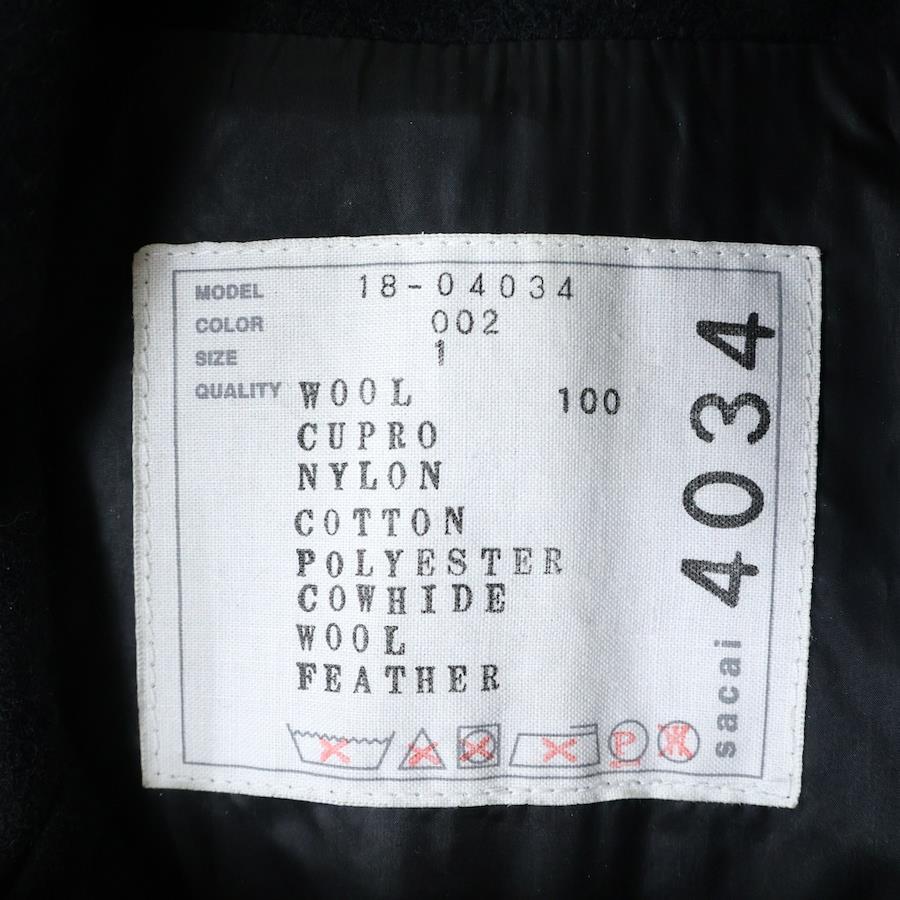 MODEL 18-04034
COLOR 002
SIZE 1
QUALITY WOOL 100
CUPRO
NYLON
COTTON
POLYESTER
COWHIDE
WOOL
FEATHER
P W
sacai 4034